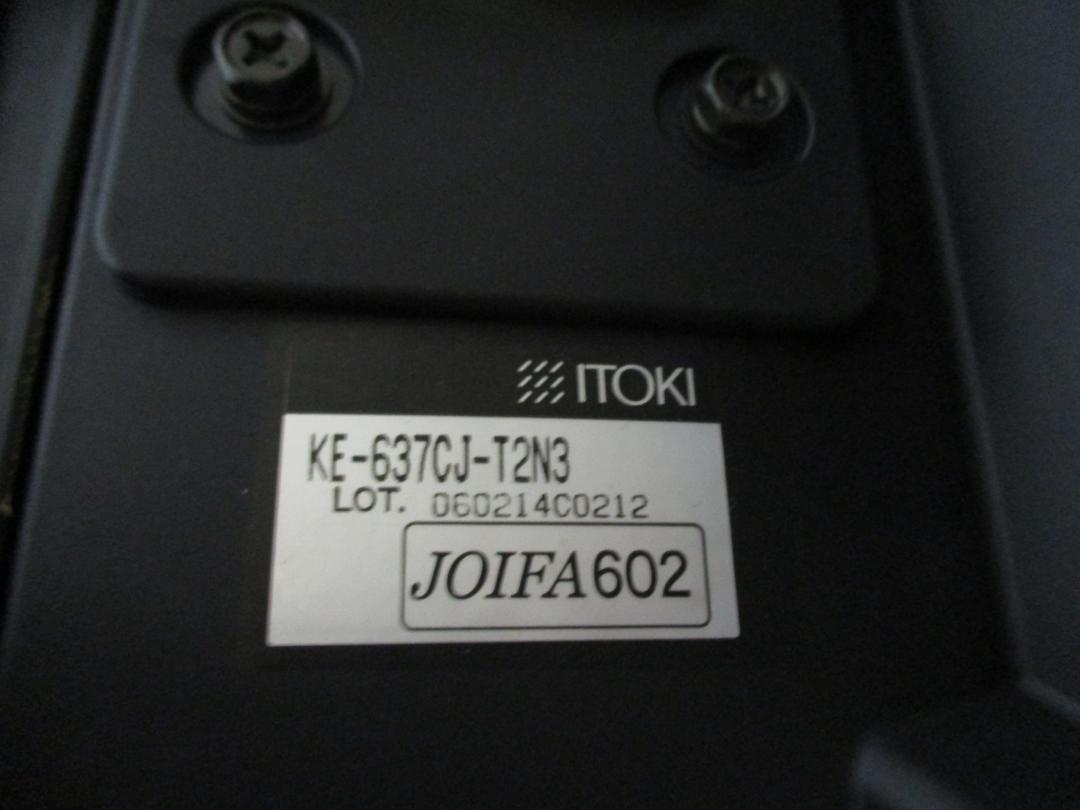 ITOKI
KE-637CJ-T2N3
LOT. 060214C0212
JOIFA602